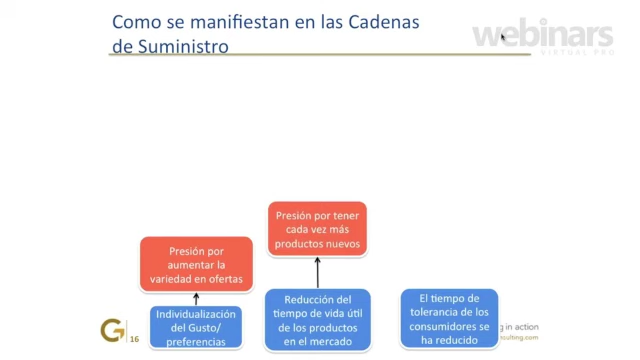 Como se manifiestan en las Cadenas
de Suministro
webinars
VIRTUAL PRO
Presión por tener
cada vez más
productos nuevos
Presión por
aumentar la
variedad en ofertas
Individualización
del Gusto/
preferencias
Reducción del
tiempo de vida útil
de los productos
en el mercado
El tiempo de
tolerancia de los
consumidores se
ha reducido
G
16
in action
sulting.com